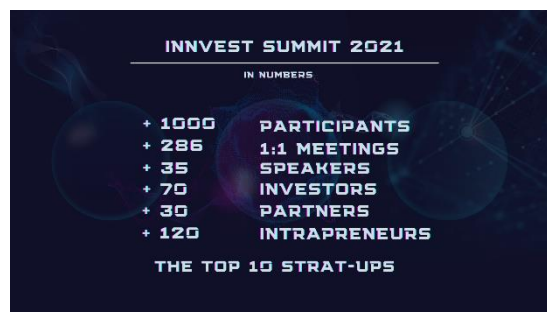 INNVEST SUMMIT 2021
IN NUMBERS
+ 1000 PARTICIPANTS
+ 286 1:1 MEETINGS
+ 35 SPEAKERS
+ 70 INVESTORS
+ 30 PARTNERS
+ 120 INTRAPRENEURS
THE TOP 10 STRAT-UPS